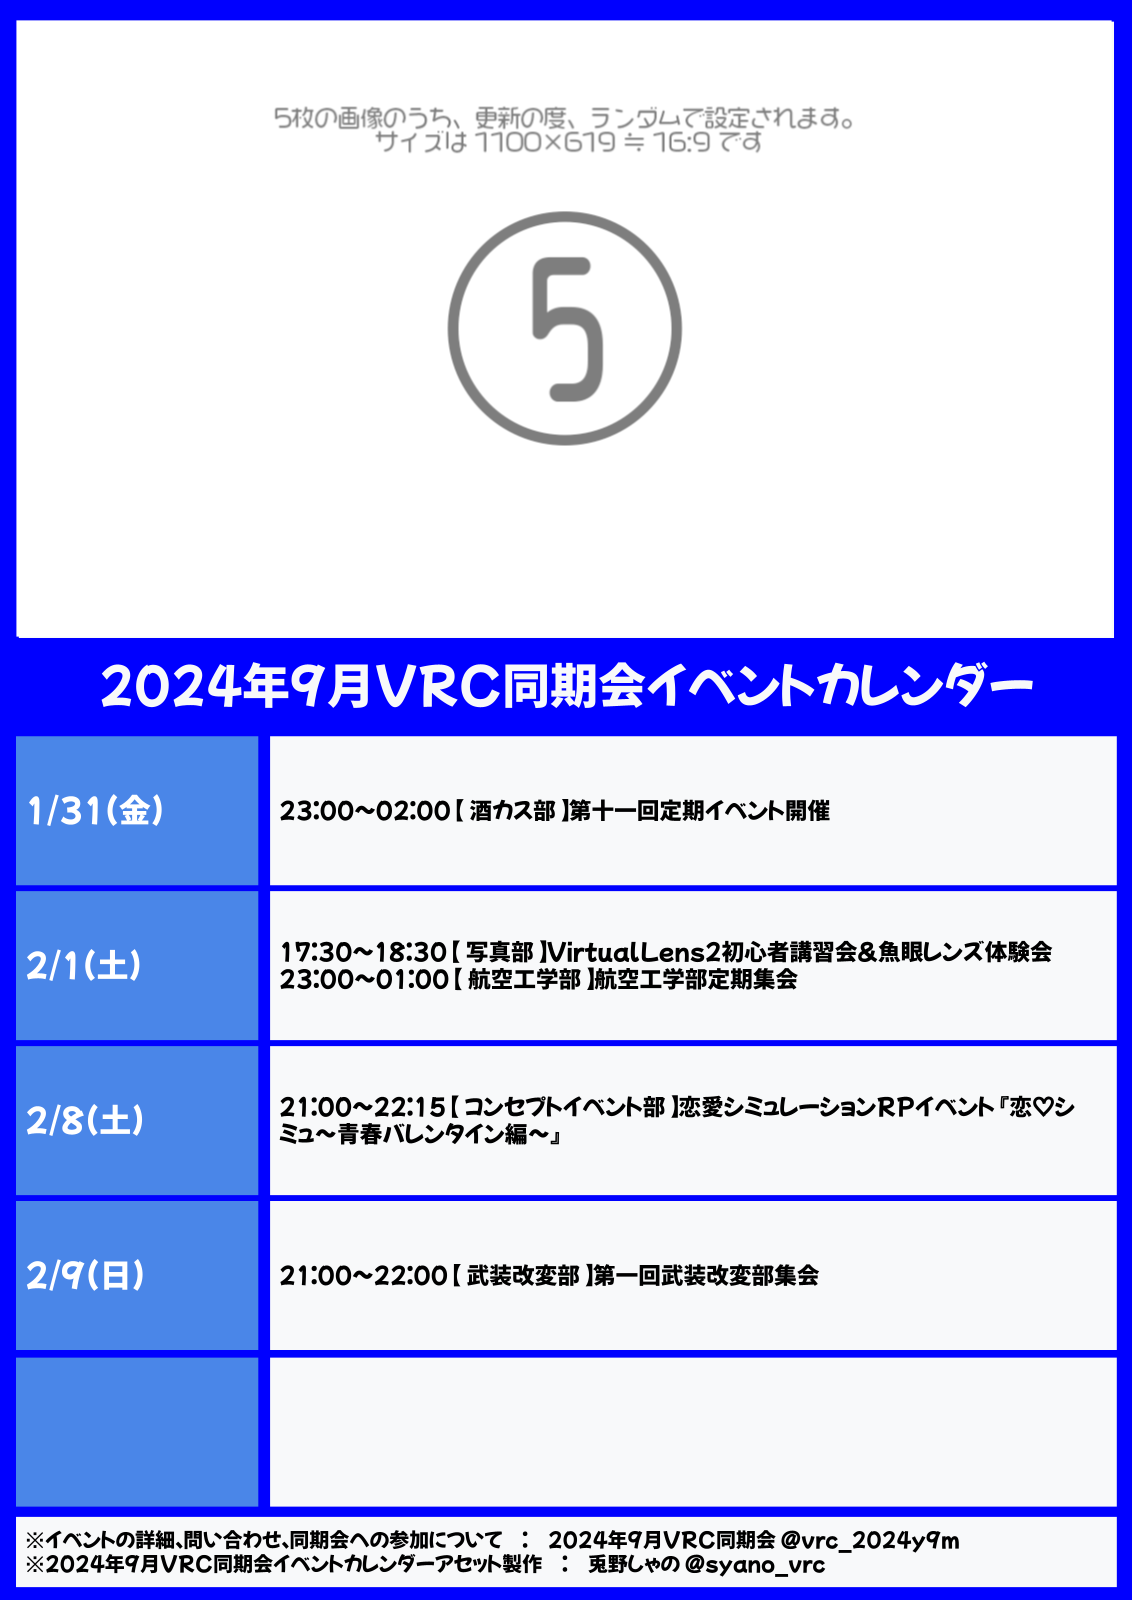 5枚の画像のうち、更新の度、ランダムで設定されます。
サイズは 1100×619 ≒ 16:9 です
5
2024年9月VRC同期会イベントカレンダー
1/31(金)
23:00～02:00【 酒カス部 】第十一回定期イベント開催
2/1(土)
17:30～18:30【 写真部 】VirtualLens2初心者講習会&魚眼レンズ体験会
23:00～01:00【 航空工学部 】航空工学部定期集会
2/8(土)
21:00～22:15【 コンセプトイベント部 】恋愛シミュレーションRPイベント『恋♡シ
ミュ～青春バレンタイン編～』
2/9(日)
21:00～22:00【 武装改変部 】第一回武装改変部集会
※イベントの詳細、問い合わせ、同期会への参加について　：　2024年9月VRC同期会 @vrc_2024y9m
※2024年9月VRC同期会イベントカレンダーアセット製作　：　兎野しゃの @syano_vrc